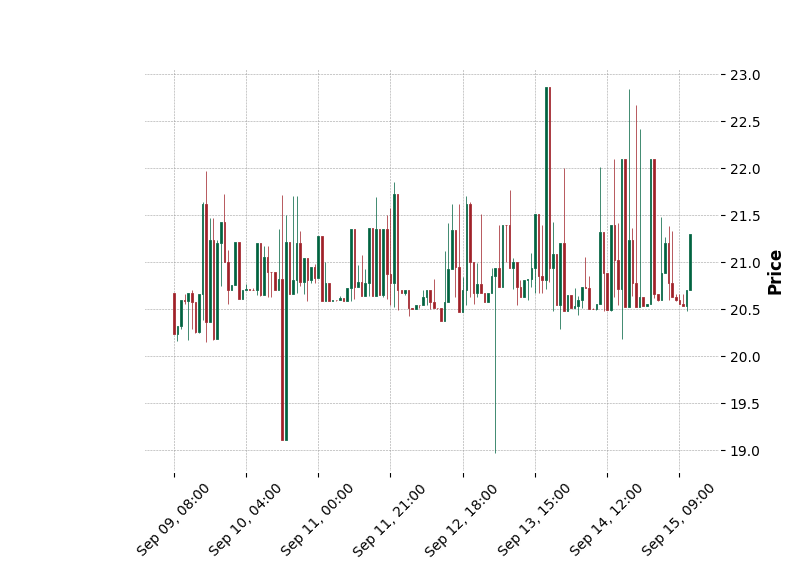 23.0
22.5
22.0
21.5
21.0
20.5
20.0
19.5
19.0
Price
Sep 09, 08:00
Sep 10, 04:00
Sep 11, 00:00
Sep 11, 21:00
Sep 12, 18:00
Sep 13, 15:00
Sep 14, 12:00
Sep 15, 09:00